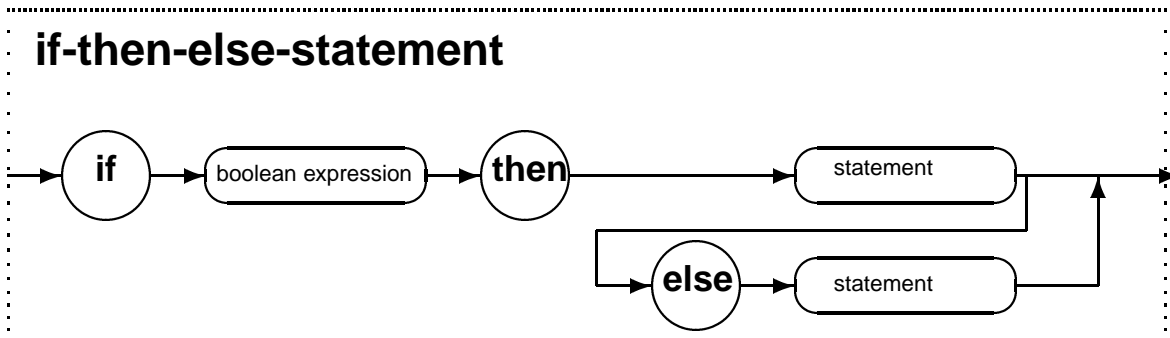 if-then-else-statement
if boolean expression then statement
else statement